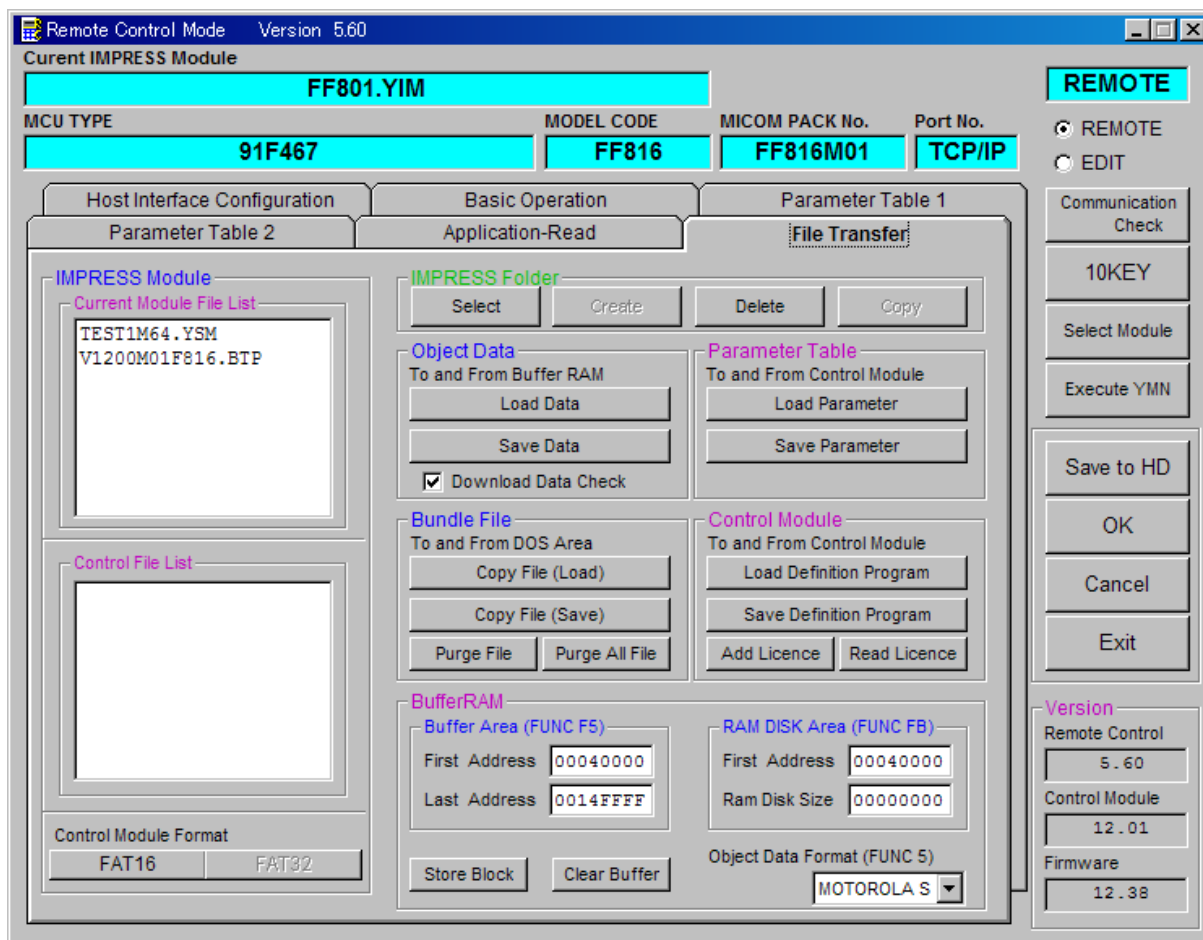 Remote Control Mode Version 5.60
Curent IMPRESS Module
FF801.YIM
REMOTE
MCU TYPE MODEL CODE MICOM PACK No. Port No.
91F467 FF816 FF816M01 TCP/IP
REMOTE
EDIT
Host Interface Configuration Basic Operation Parameter Table 1
Parameter Table 2 Application-Read File Transfer
IMPRESS Module
Current Module File List
TEST1M64.YSM
V1200M01F816.BTP
Control File List
Control Module Format
FAT16 FAT32
IMPRESS Folder
Select Create Delete Copy
Object Data
To and From Buffer RAM
Load Data
Save Data
Download Data Check
Parameter Table
To and From Control Module
Load Parameter
Save Parameter
Bundle File
To and From DOS Area
Copy File (Load)
Copy File (Save)
Purge File Purge All File
Control Module
To and From Control Module
Load Definition Program
Save Definition Program
Add Licence Read Licence
BufferRAM
Buffer Area (FUNC F5)
First Address 00040000
Last Address 0014FFFF
RAM DISK Area (FUNC FB)
First Address 00040000
Ram Disk Size 00000000
Store Block Clear Buffer
Object Data Format (FUNC 5)
MOTOROLA S
Communication
Check
10KEY
Select Module
Execute YMN
Save to HD
OK
Cancel
Exit
Version
Remote Control
5.60
Control Module
12.01
Firmware
12.38